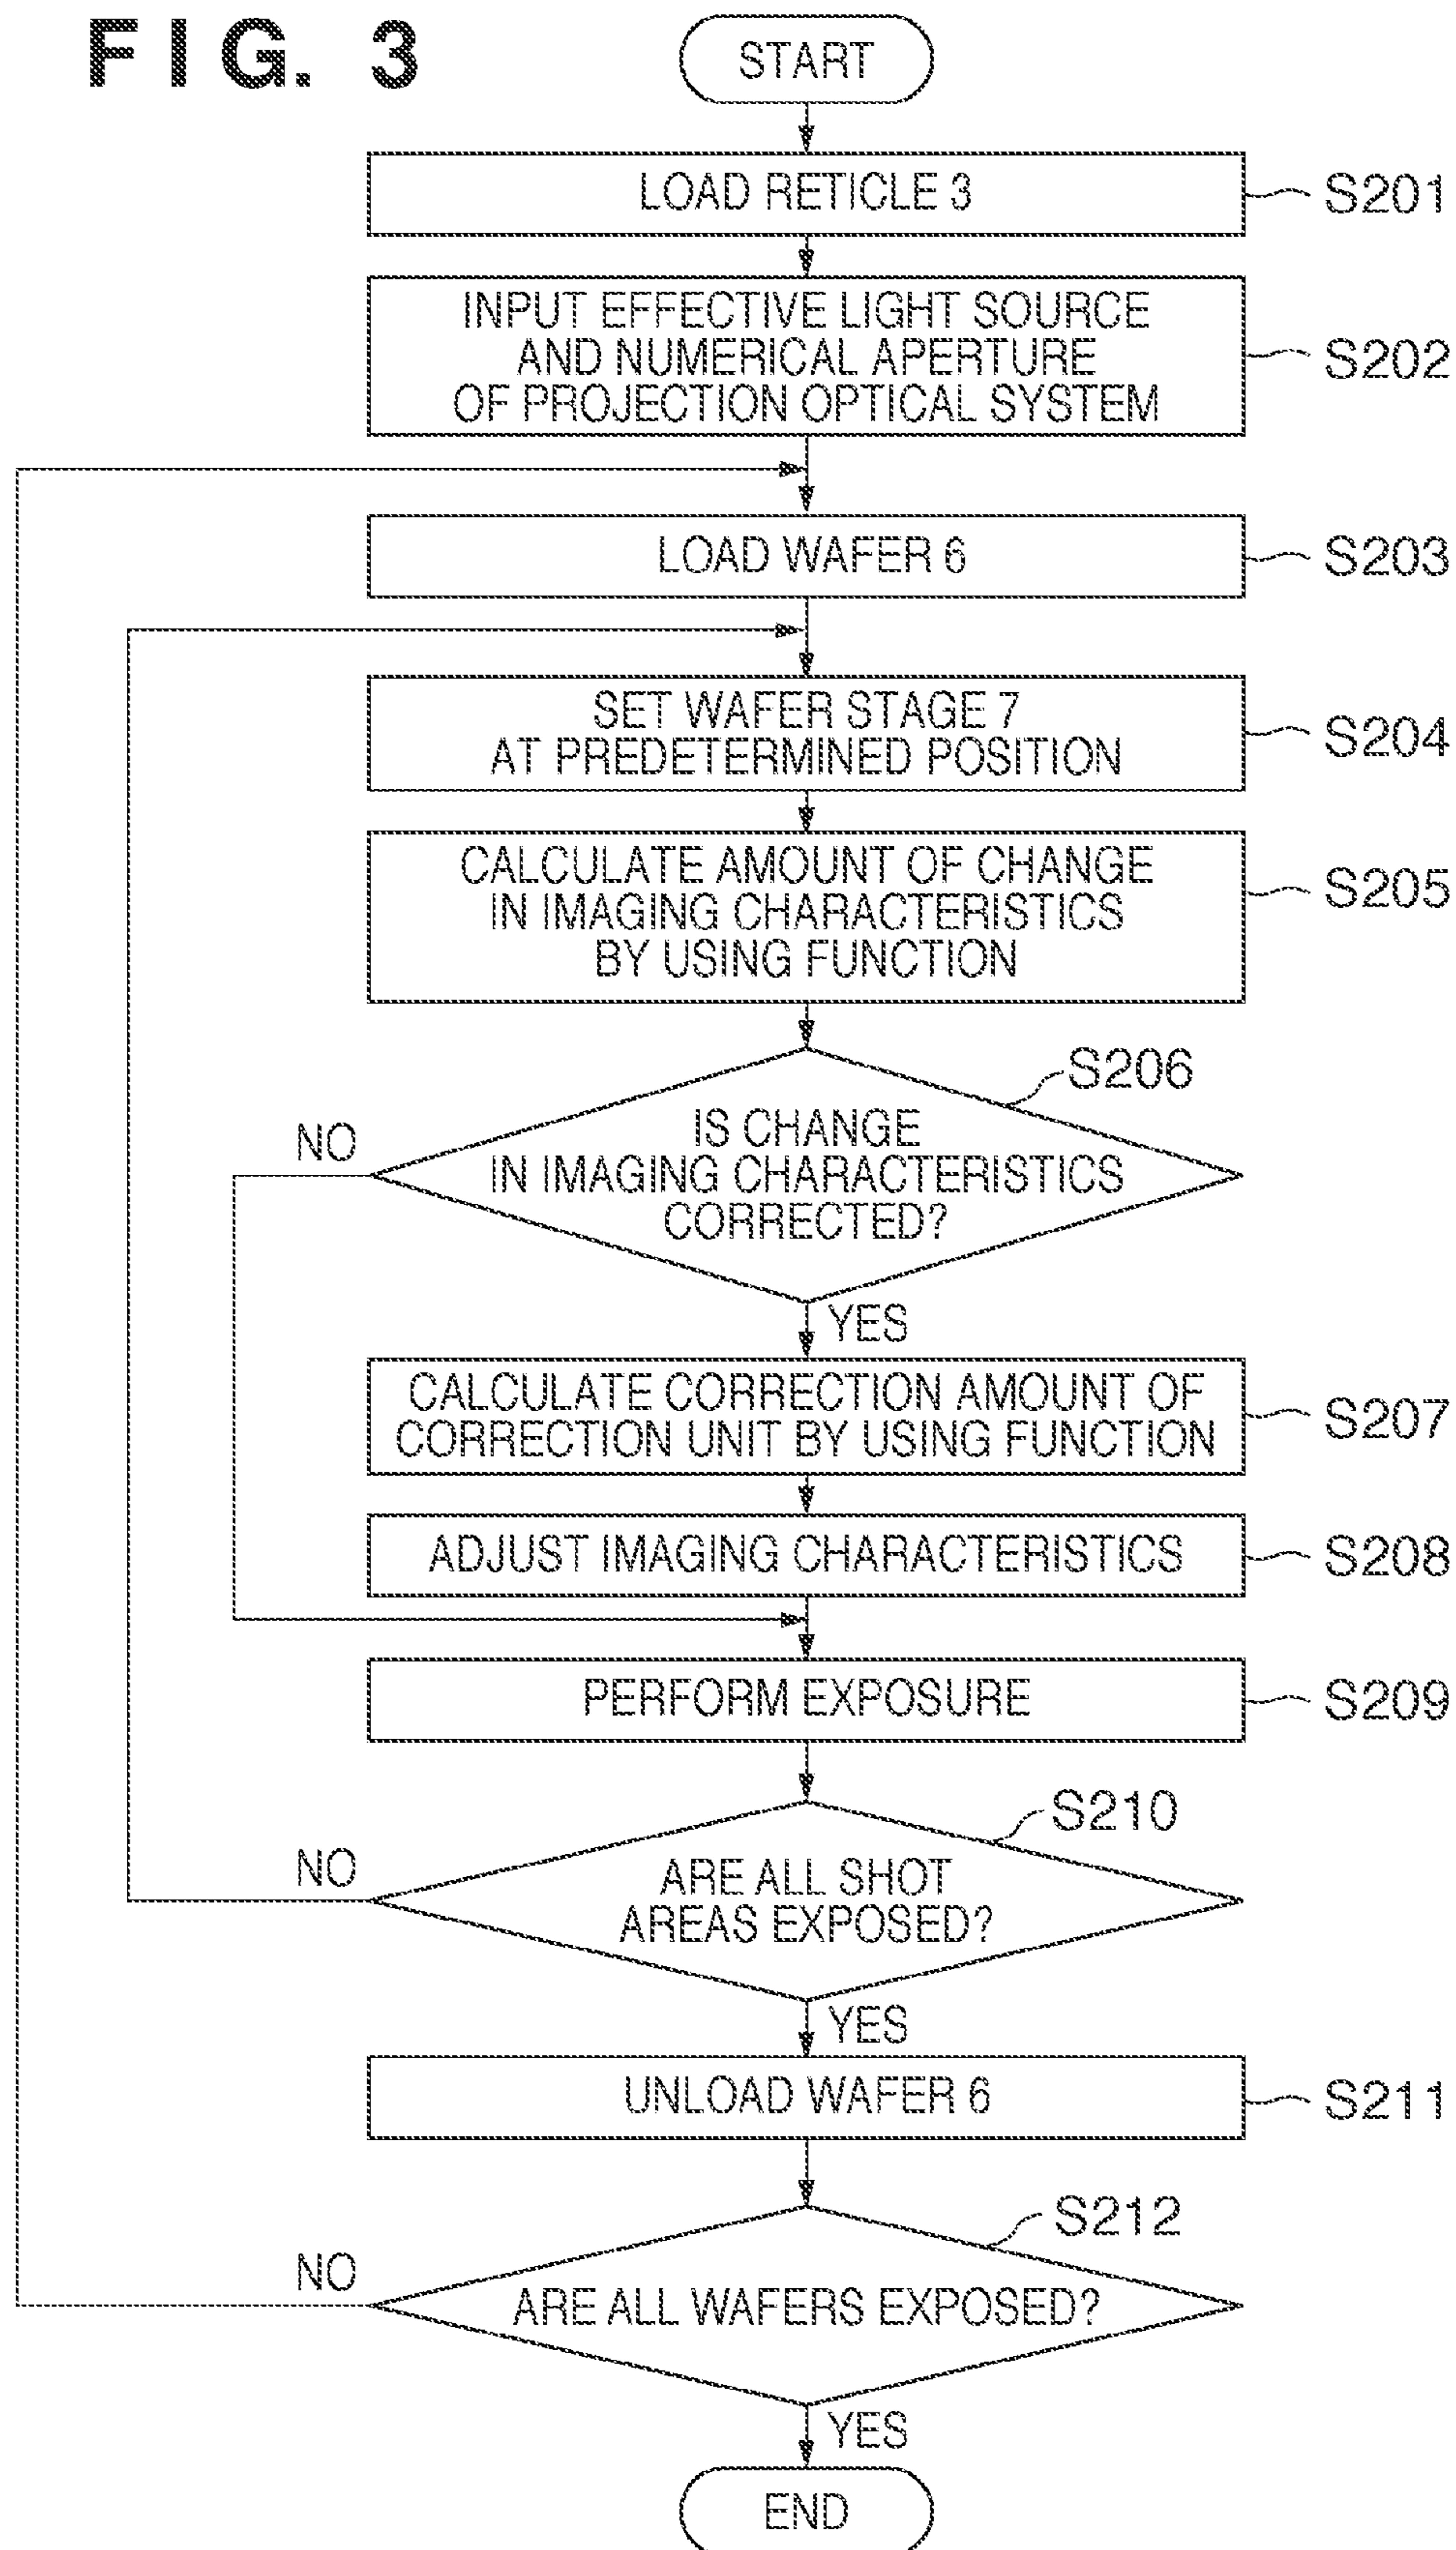 FIG. 3
START
LOAD RETICLE 3
S201
INPUT EFFECTIVE LIGHT SOURCE
AND NUMERICAL APERTURE
OF PROJECTION OPTICAL SYSTEM
S202
LOAD WAFER 6
S203
SET WAFER STAGE 7
AT PREDETERMINED POSITION
S204
CALCULATE AMOUNT OF CHANGE
IN IMAGING CHARACTERISTICS
BY USING FUNCTION
S205
S206
IS CHANGE
IN IMAGING CHARACTERISTICS
CORRECTED?
NO
YES
CALCULATE CORRECTION AMOUNT OF
CORRECTION UNIT BY USING FUNCTION
S207
ADJUST IMAGING CHARACTERISTICS
S208
PERFORM EXPOSURE
S209
S210
ARE ALL SHOT
AREAS EXPOSED?
NO
YES
UNLOAD WAFER 6
S211
S212
ARE ALL WAFERS EXPOSED?
NO
YES
END